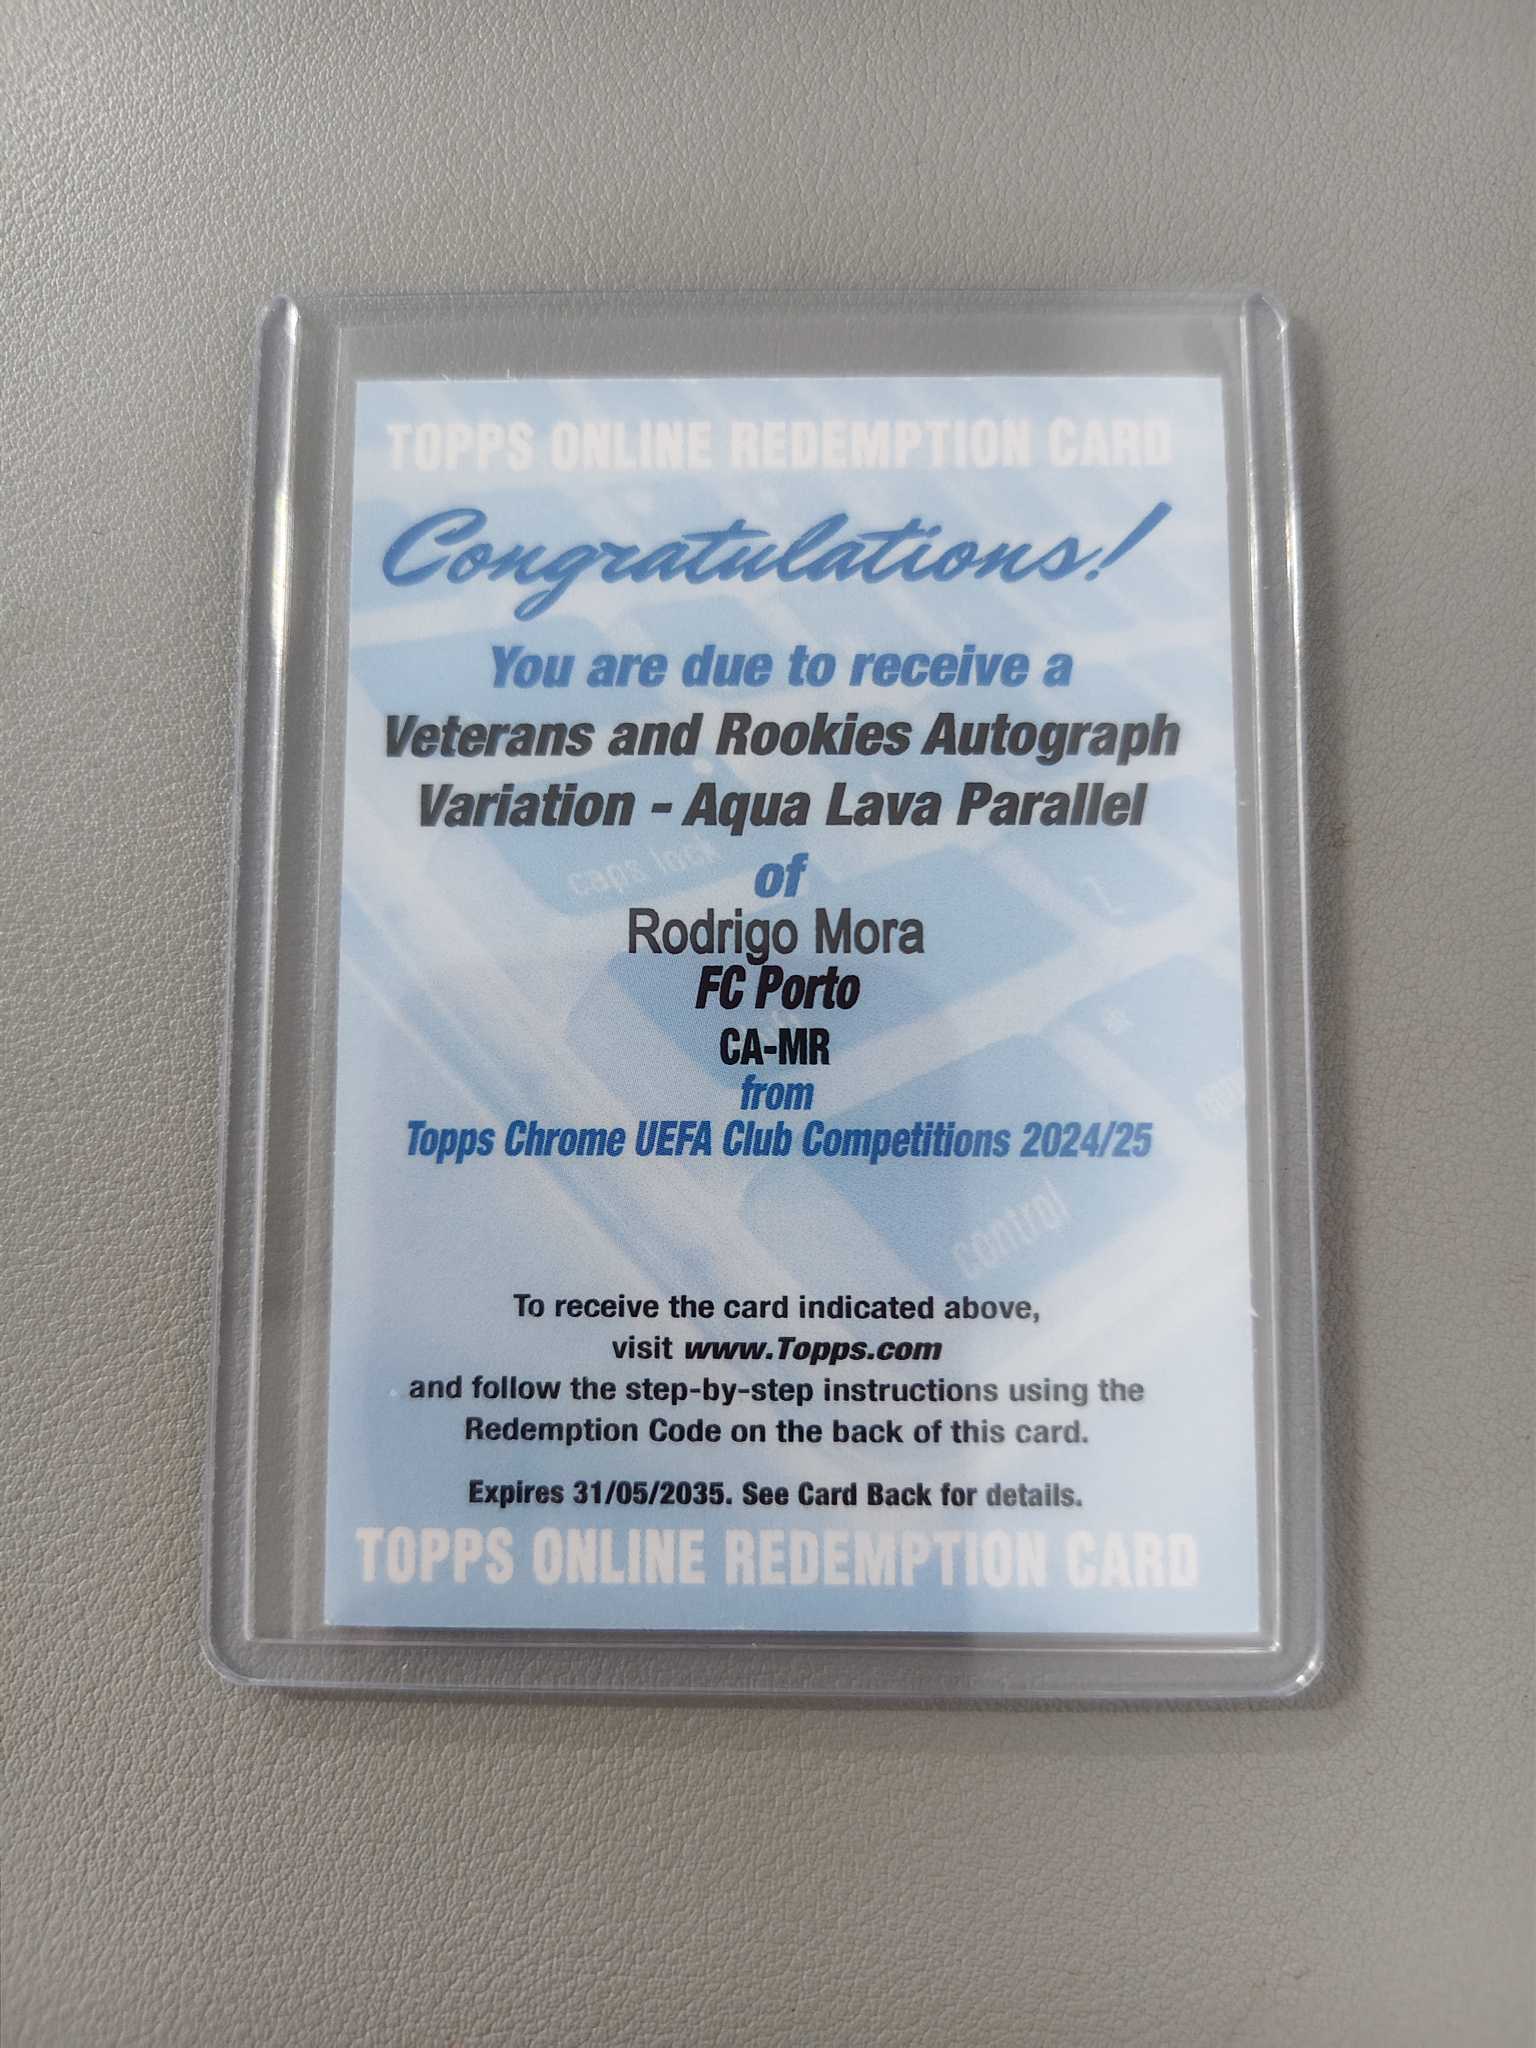 TOPPS ONLINE REDEMPTION CARD
Congratulations!
You are due to receive a
Veterans and Rookies Autograph
Variation - Aqua Lava Parallel
of
Rodrigo Mora
FC Porto
CA-MR
from
Topps Chrome UEFA Club Competitions 2024/25
caps lock
control
To receive the card indicated above,
visit www.Topps.com
and follow the step-by-step instructions using the
Redemption Code on the back of this card.
Expires 31/05/2035. See Card Back for details.
TOPPS ONLINE REDEMPTION CARD